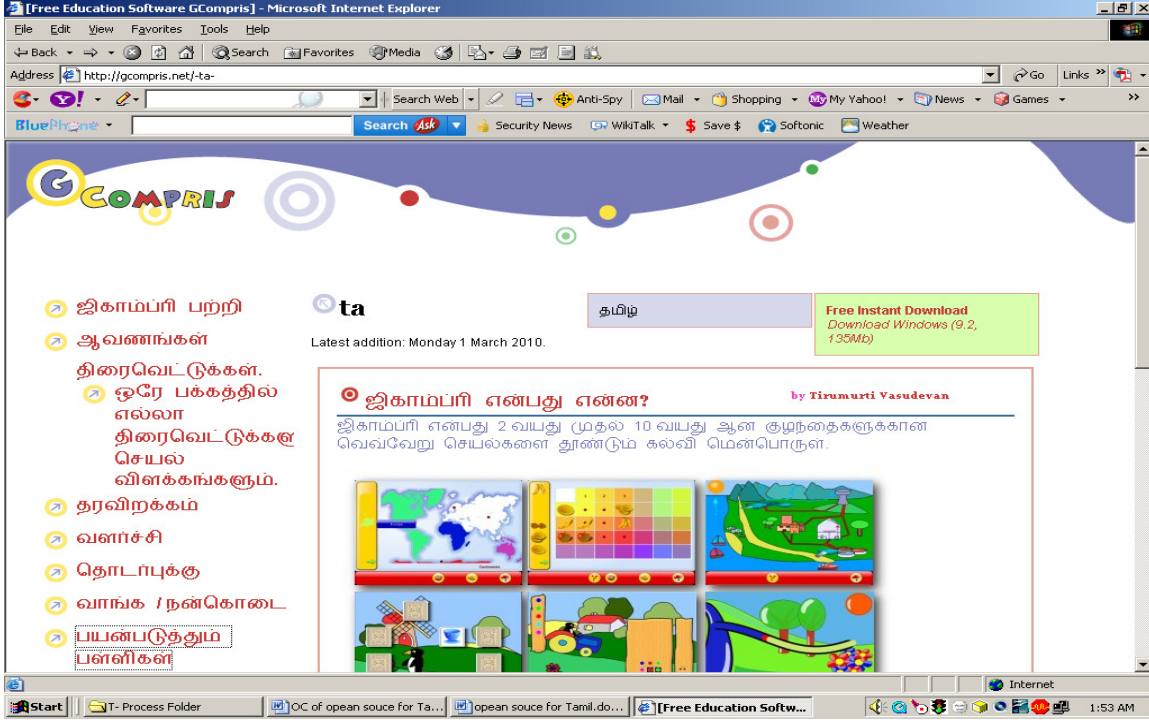 [Free Education Software GCompris] - Microsoft Internet Explorer
File Edit View Favorites Tools Help
Back Search Favorites Media
Address http://gcompris.net/-ta- Go Links »
Search Web Anti-Spy Mail Shopping My Yahoo! News Games »
BluePhone Search Ask Security News WikiTalk Save $ Softonic Weather
GCOMPRIS
ஜிகாம்ப்ரி பற்றி
ஆவணங்கள்
திரைவெட்டுக்கள்.
ஒரே பக்கத்தில்
எல்லா
திரைவெட்டுக்களு
செயல்
விளக்கங்களும்.
தரவிறக்கம்
வளர்ச்சி
தொடர்புக்கு
வாங்க /நன்கொடை
பயன்படுத்தும்
பள்ளிகள்
ta
தமிழ்
Free Instant Download
Download Windows (9.2,
135Mb)
Latest addition: Monday 1 March 2010.
ஜிகாம்ப்ரி என்பது என்ன?
by Tirumurti Vasudevan
ஜிகாம்ப்ரி என்பது 2 வயது முதல் 10 வயது ஆன குழந்தைகளுக்கான
வெவ்வேறு செயல்களை தூண்டும் கல்வி மென்பொருள்.
Internet
Start T- Process Folder OC of opean souce for Ta... opean souce for Tamil.do... [Free Education Softw... 1:53 AM